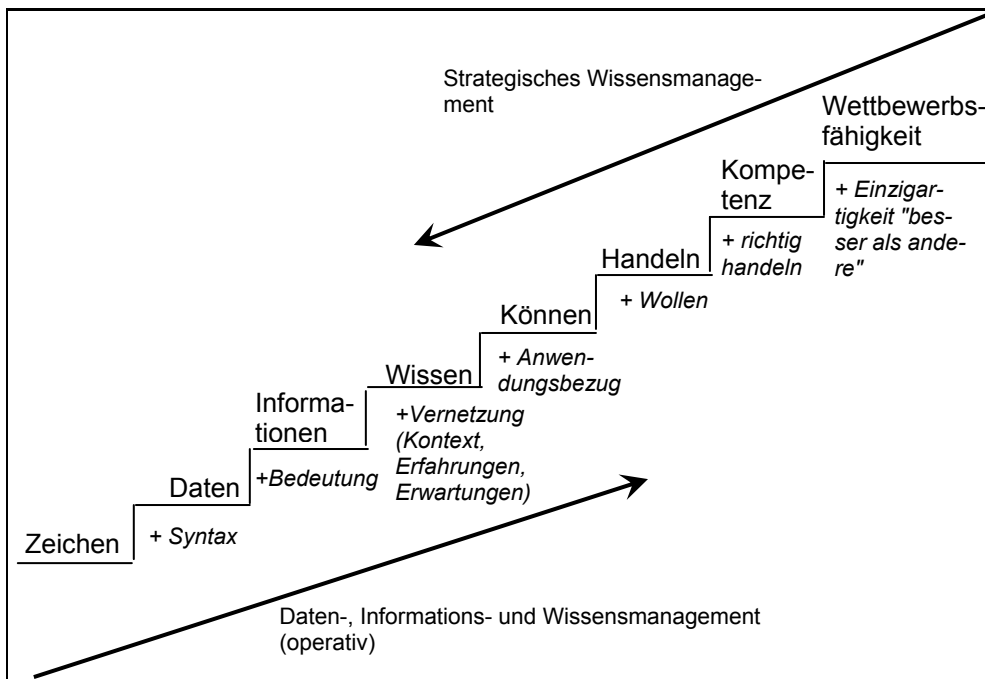 Strategisches Wissensmanage-
ment
Wettbewerbs-
fähigkeit
+ Einzigar-
tigkeit "bes-
ser als ande-
re"
Kompe-
tenz
+ richtig
handeln
Handeln
+ Wollen
Können
+ Anwen-
dungsbezug
Wissen
+Vernetzung
(Kontext,
Erfahrungen,
Erwartungen)
Informa-
tionen
+Bedeutung
Daten
+ Syntax
Zeichen
Daten-, Informations- und Wissensmanagement
(operativ)